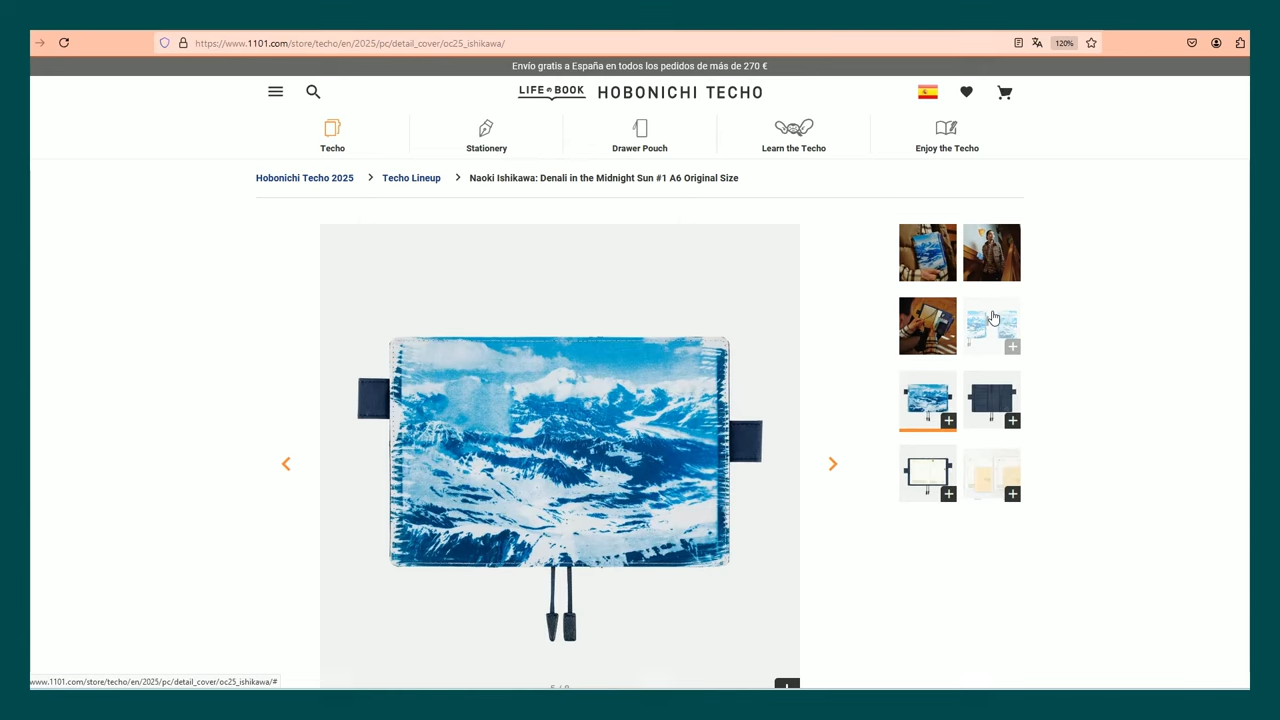 https://www.1101.com/store/techo/en/2025/pc/detail_cover/oc25_ishikawa/
120%
Envío gratis a España en todos los pedidos de más de 270 €
LIFE BOOK HOBONICHI TECHO
Techo
Stationery
Drawer Pouch
Learn the Techo
Enjoy the Techo
Hobonichi Techo 2025 > Techo Lineup > Naoki Ishikawa: Denali in the Midnight Sun #1 A6 Original Size
www.1101.com/store/techo/en/2025/pc/detail_cover/oc25_ishikawa/#